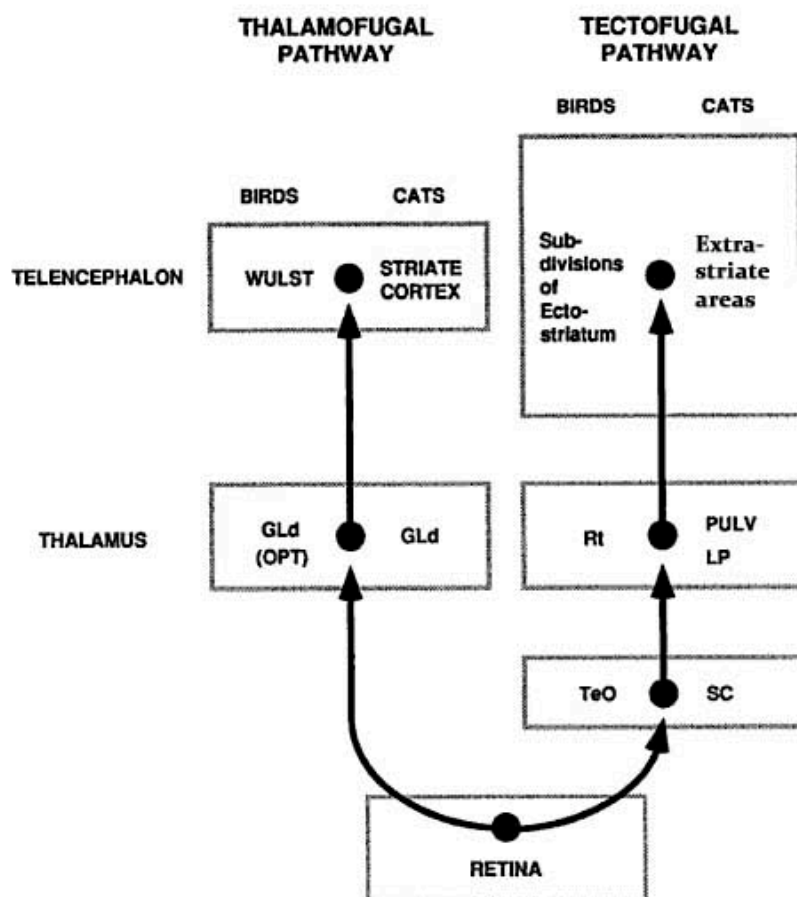 THALAMOFUGAL
PATHWAY
TECTOFUGAL
PATHWAY
BIRDS
CATS
BIRDS
CATS
TELENCEPHALON
WULST
STRIATE
CORTEX
Sub-
divisions
of
Ecto-
striatum
Extra-
striate
areas
THALAMUS
GLd
(OPT)
GLd
Rt
PULV
LP
TeO
SC
RETINA